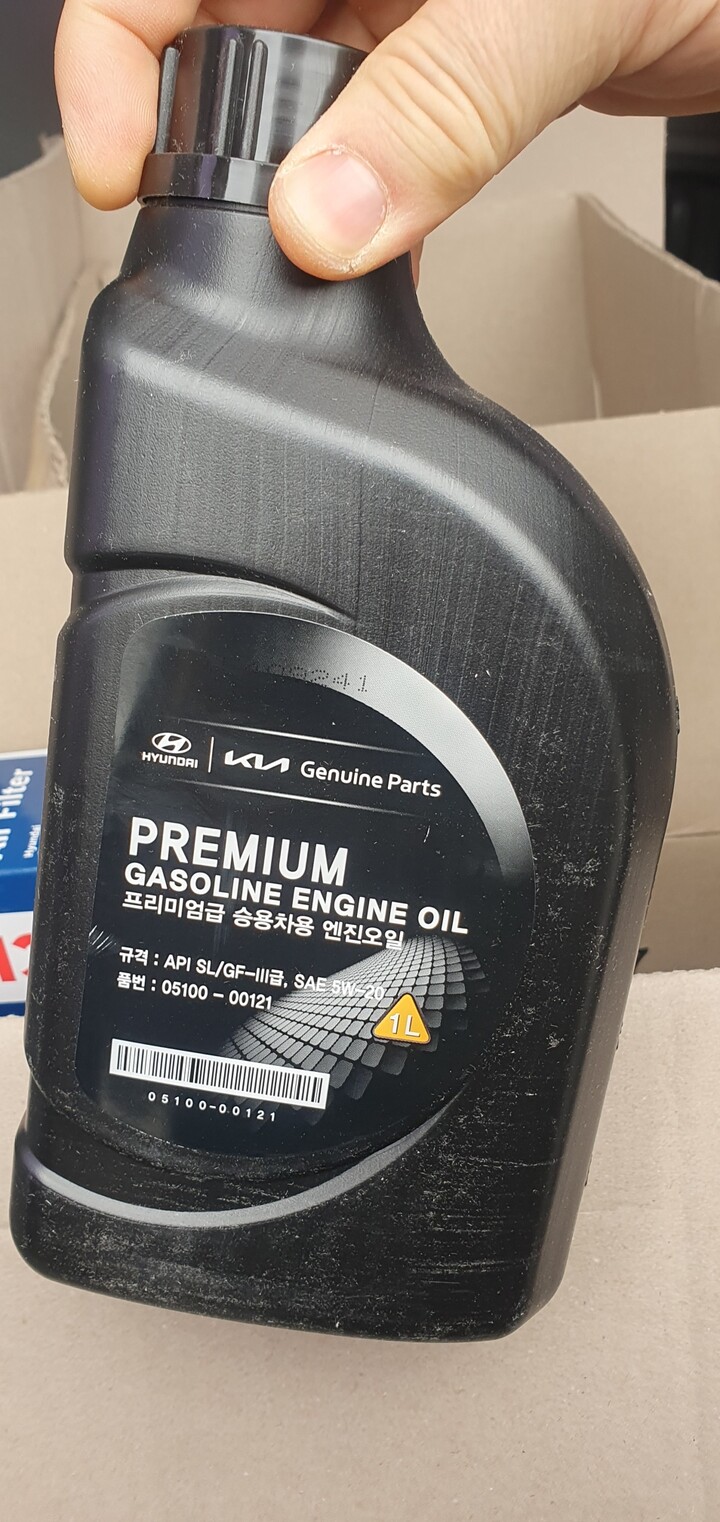 HYUNDAI | KIA Genuine Parts
PREMIUM
GASOLINE ENGINE OIL
프리미엄급 승용차용 엔진오일
규격 : API SL/GF-III급, SAE 5W-20
품번 : 05100 - 00121
1L
05100-00121
Filter